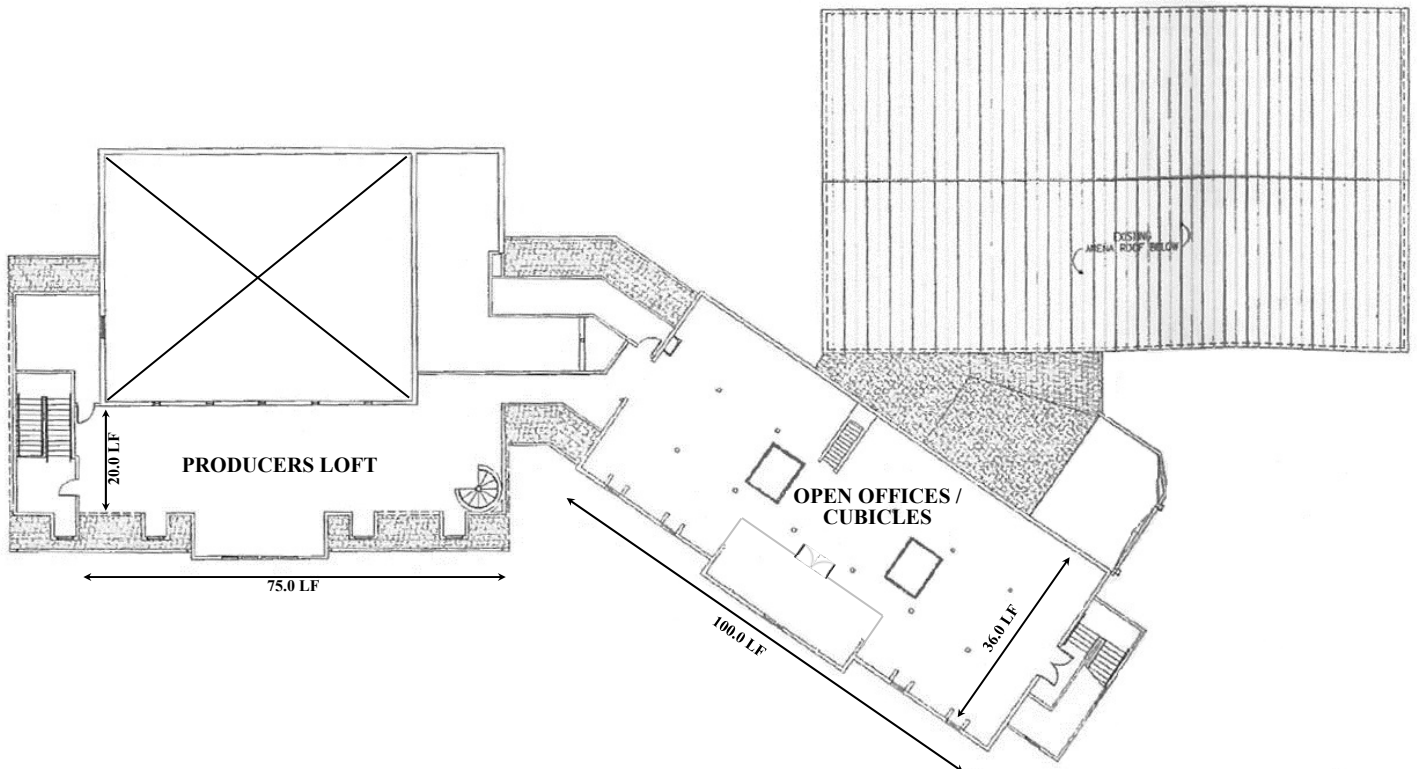 EXISTING
ARENA ROOF BELOW
20.0 LF
PRODUCERS LOFT
OPEN OFFICES /
CUBICLES
75.0 LF
100.0 LF
36.0 LF